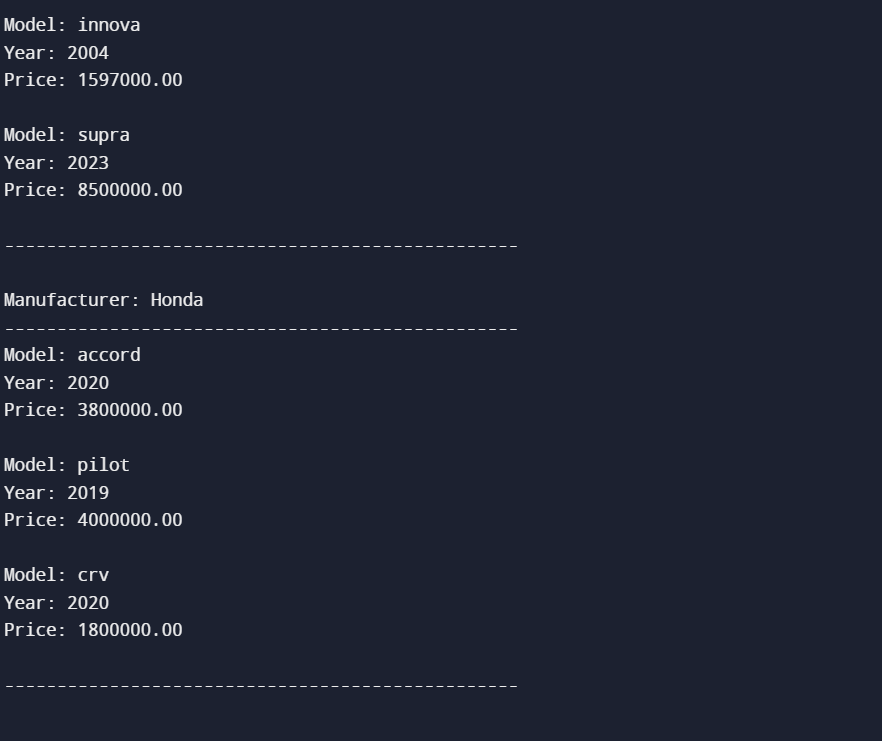 Model: innova
Year: 2004
Price: 1597000.00
Model: supra
Year: 2023
Price: 8500000.00
-------------------------------------------------
Manufacturer: Honda
-------------------------------------------------
Model: accord
Year: 2020
Price: 3800000.00
Model: pilot
Year: 2019
Price: 4000000.00
Model: crv
Year: 2020
Price: 1800000.00
-------------------------------------------------